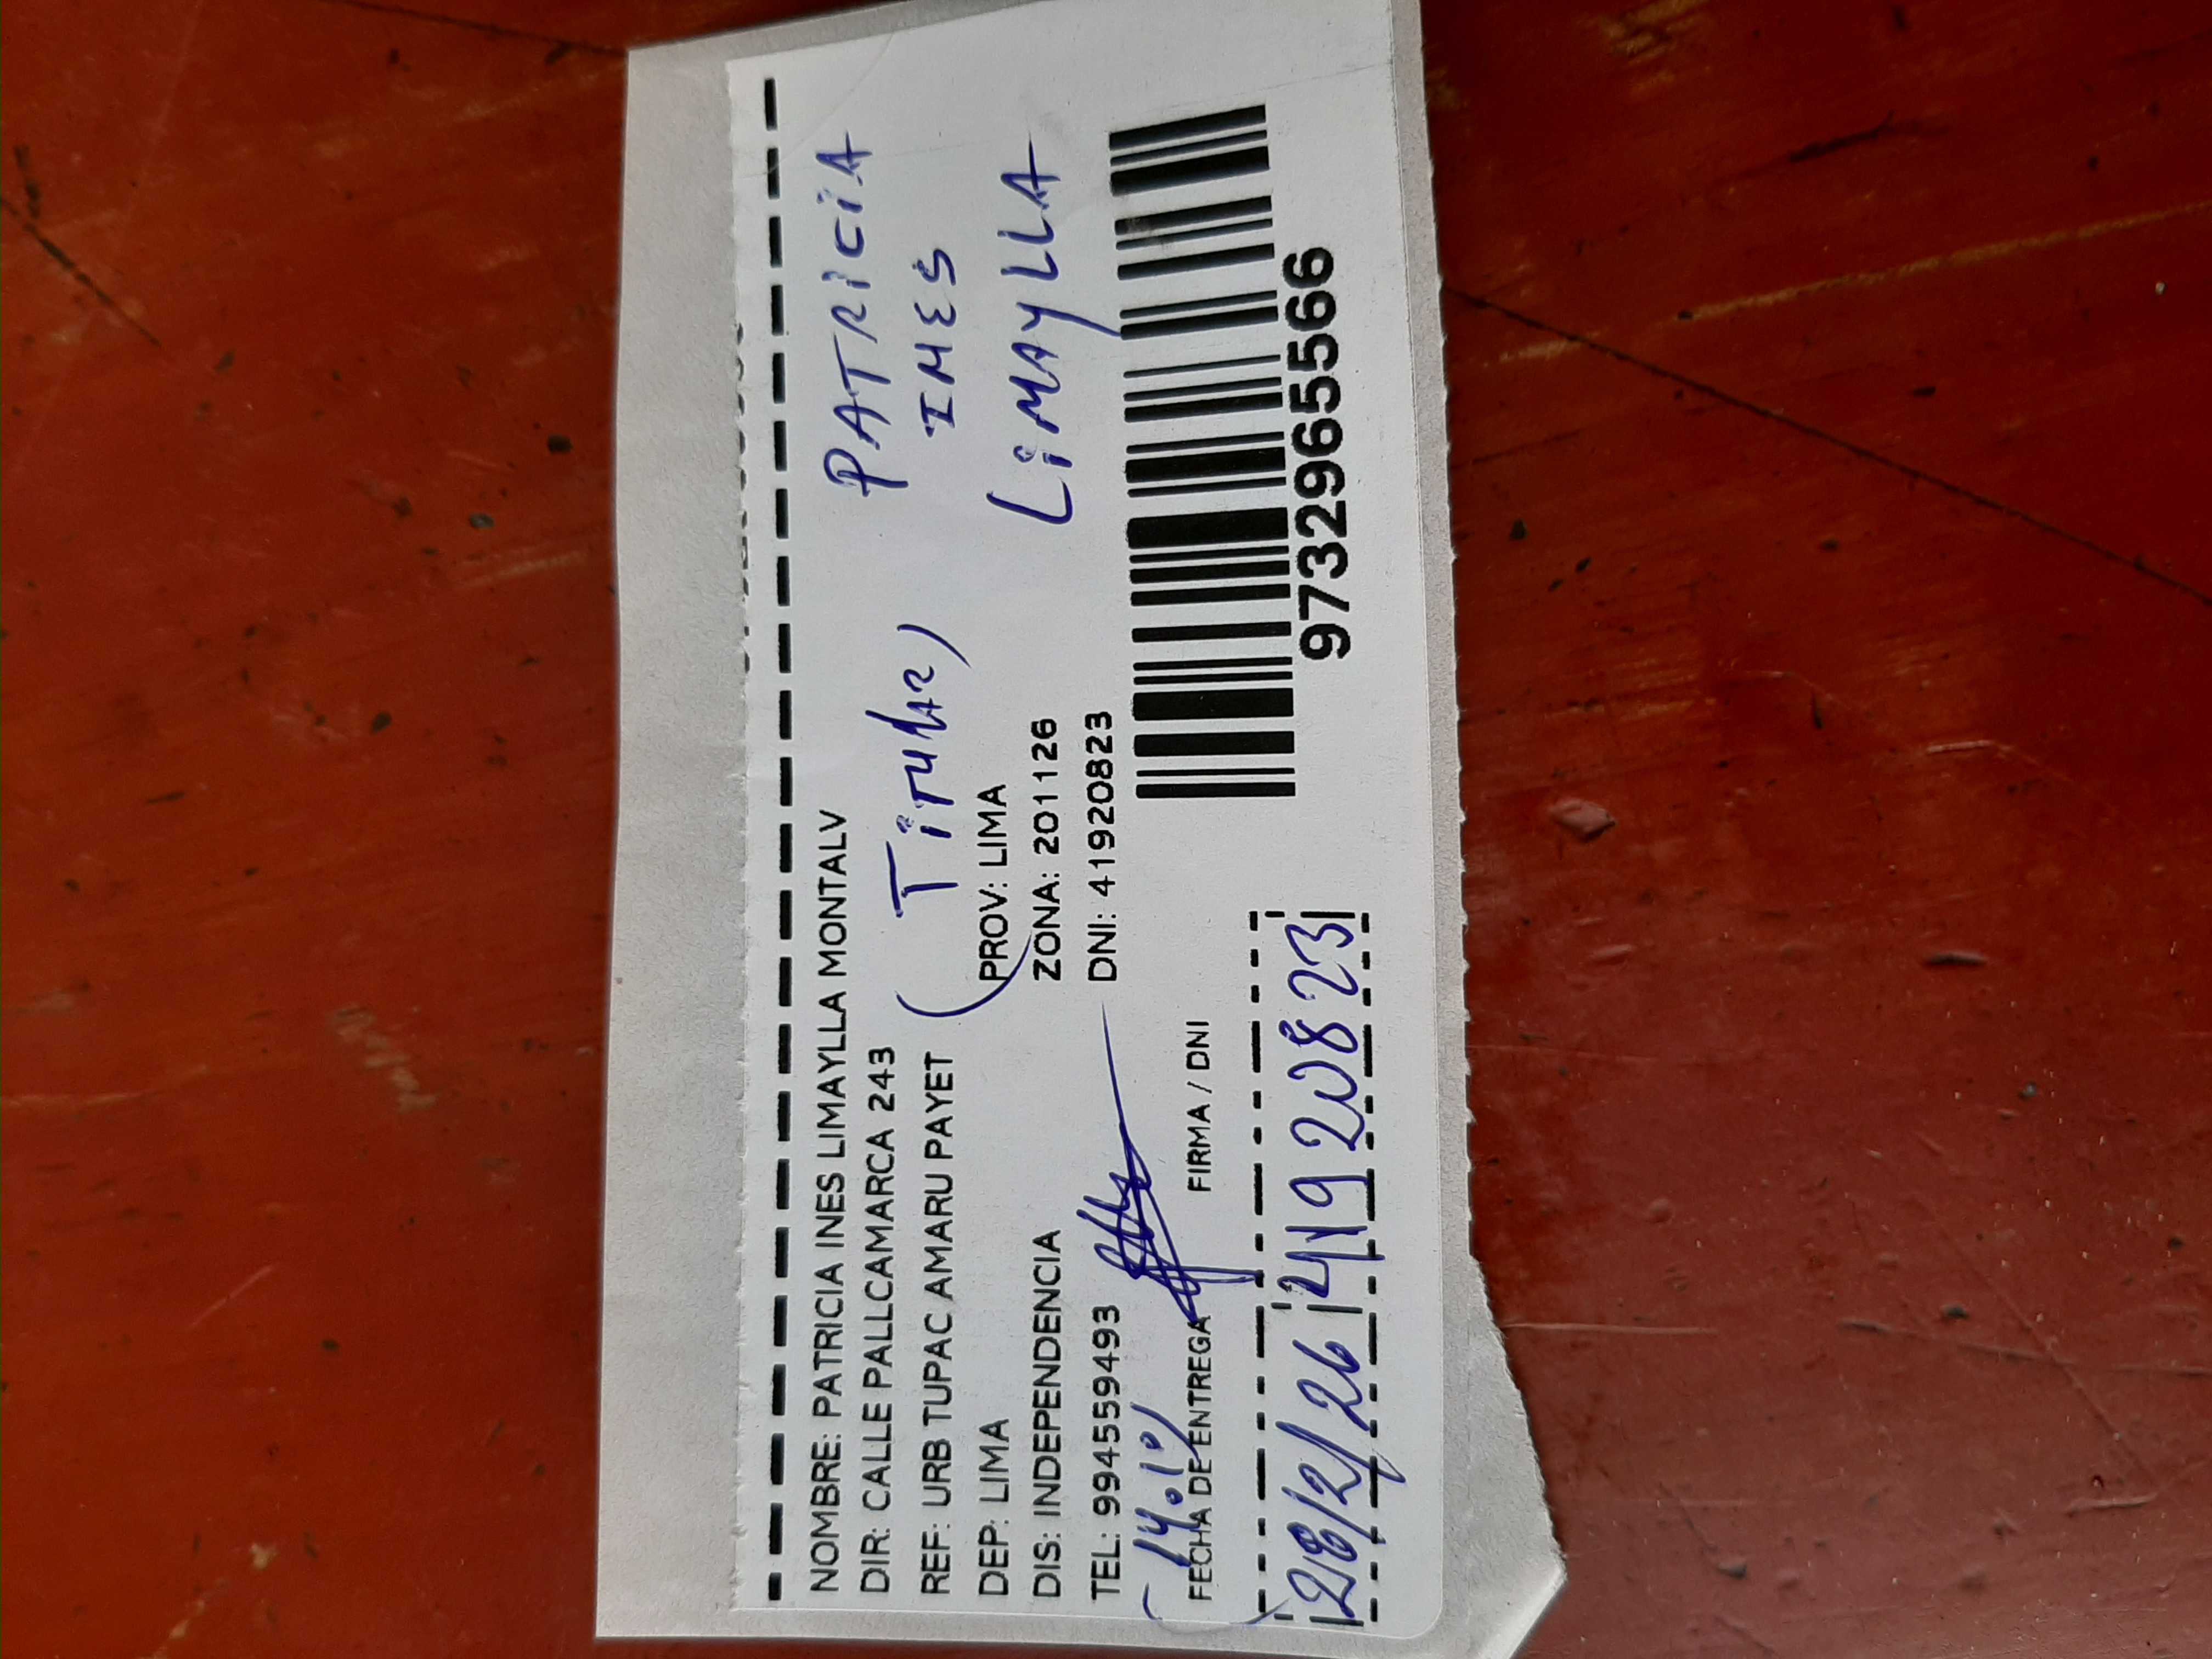 NOMBRE: PATRICIA INES LIMAYLLA MONTALV
DIR: CALLE PALLCAMARCA 243
REF: URB TUPAC AMARU PAYET
(TiTULAR)
PATRICIA
INES
LIMAYLLA
DEP: LIMA PROV: LIMA
DIS: INDEPENDENCIA ZONA: 201126
TEL: 994559493 DNI: 41920823
(14:10)
FECHA DE ENTREGA FIRMA / DNI
28/2/26 41920823
9732965566